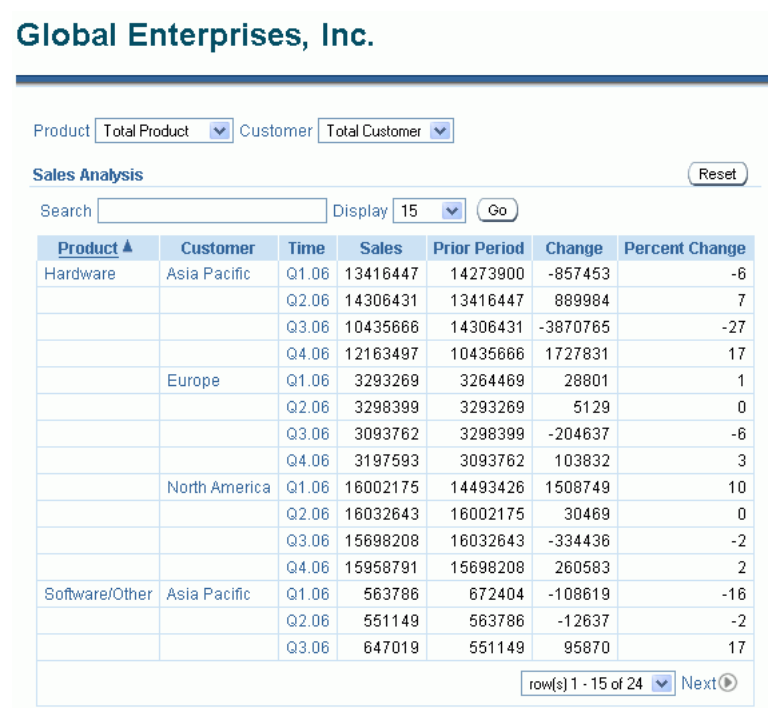 Global Enterprises, Inc.
Product Total Product Customer Total Customer
Sales Analysis Reset
Search Display 15 Go
Product Customer Time Sales Prior Period Change Percent Change
Hardware Asia Pacific Q1.06 13416447 14273900 -857453 -6
Q2.06 14306431 13416447 889984 7
Q3.06 10435666 14306431 -3870765 -27
Q4.06 12163497 10435666 1727831 17
Europe Q1.06 3293269 3264469 28801 1
Q2.06 3298399 3293269 5129 0
Q3.06 3093762 3298399 -204637 -6
Q4.06 3197593 3093762 103832 3
North America Q1.06 16002175 14493426 1508749 10
Q2.06 16032643 16002175 30469 0
Q3.06 15698208 16032643 -334436 -2
Q4.06 15958791 15698208 260583 2
Software/Other Asia Pacific Q1.06 563786 672404 -108619 -16
Q2.06 551149 563786 -12637 -2
Q3.06 647019 551149 95870 17
row(s) 1 - 15 of 24 Next